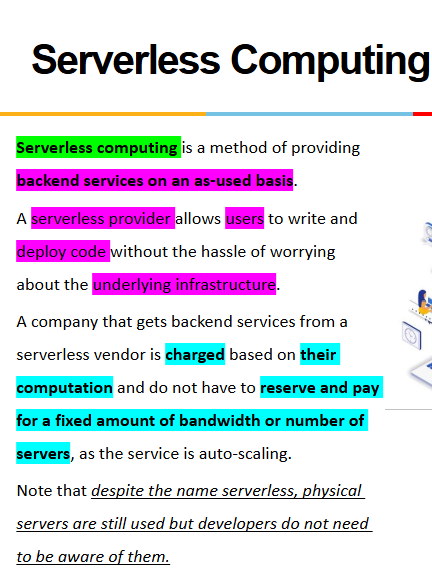 Serverless Computing
Serverless computing is a method of providing
backend services on an as-used basis.
A serverless provider allows users to write and
deploy code without the hassle of worrying
about the underlying infrastructure.
A company that gets backend services from a
serverless vendor is charged based on their
computation and do not have to reserve and pay
for a fixed amount of bandwidth or number of
servers, as the service is auto-scaling.
Note that despite the name serverless, physical
servers are still used but developers do not need
to be aware of them.